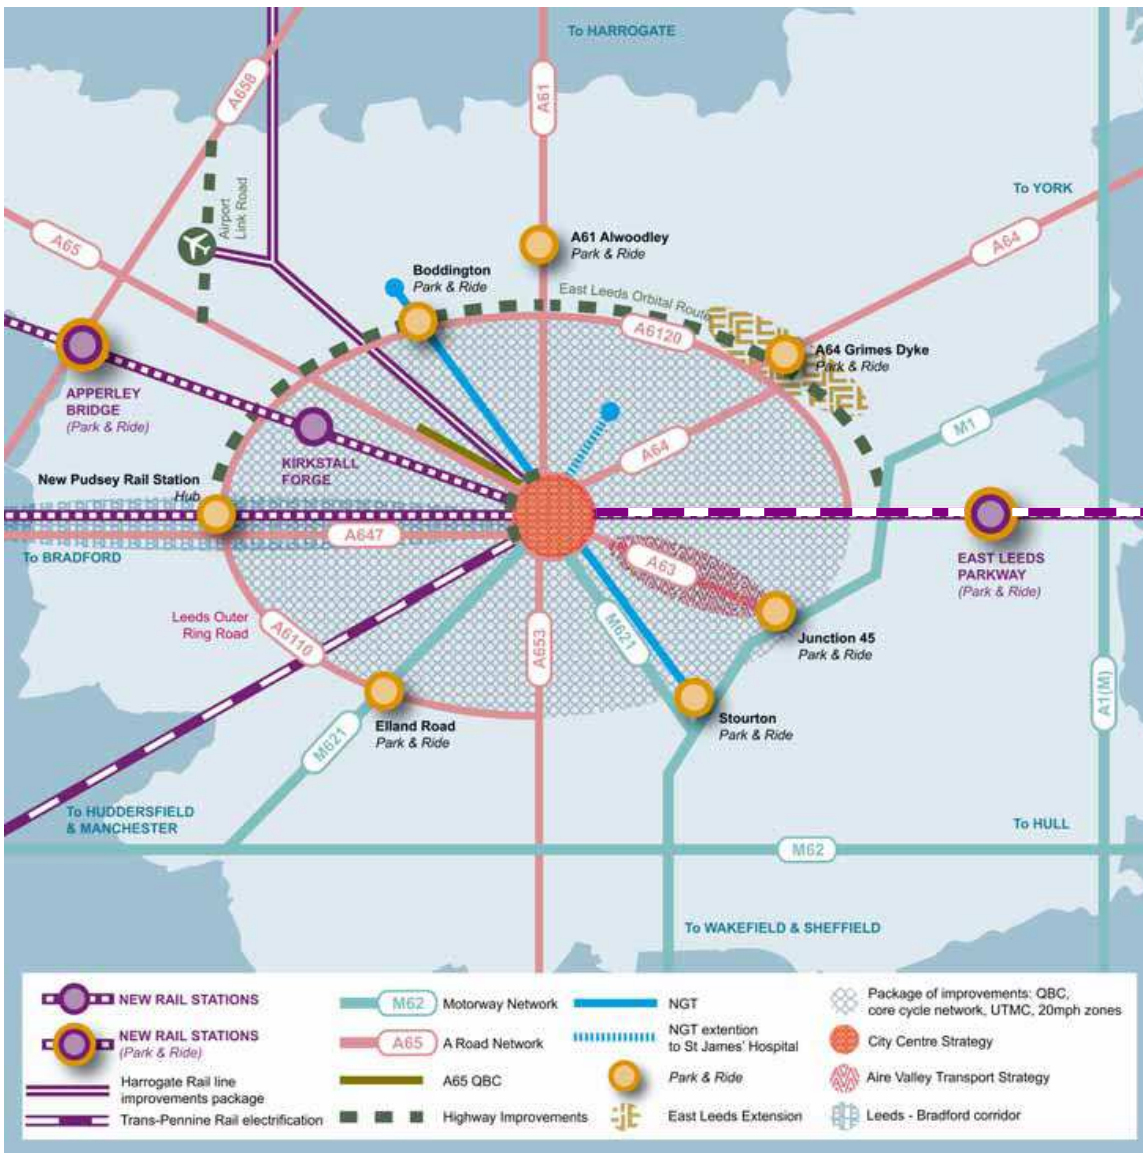 To HARROGATE
A658
A61
Airport
Link Road
To YORK
A65
A61 Alwoodley
Park & Ride
A64
Boddington
Park & Ride
East Leeds Orbital Route
A6120
A64 Grimes Dyke
Park & Ride
APPERLEY
BRIDGE
(Park & Ride)
M1
A64
KIRKSTALL
FORGE
New Pudsey Rail Station
Hub
A647
To BRADFORD
A63
EAST LEEDS
PARKWAY
(Park & Ride)
Leeds Outer
Ring Road
A6110
A653
M621
Junction 45
Park & Ride
A1(M)
Elland Road
Park & Ride
M621
Stourton
Park & Ride
To HUDDERSFIELD
& MANCHESTER
To HULL
M62
To WAKEFIELD & SHEFFIELD
NEW RAIL STATIONS
NEW RAIL STATIONS
(Park & Ride)
Harrogate Rail line
improvements package
Trans-Pennine Rail electrification
M62 Motorway Network
A65 A Road Network
A65 QBC
Highway Improvements
NGT
NGT extention
to St James' Hospital
Park & Ride
East Leeds Extension
Package of improvements: QBC,
core cycle network, UTMC, 20mph zones
City Centre Strategy
Aire Valley Transport Strategy
Leeds - Bradford corridor